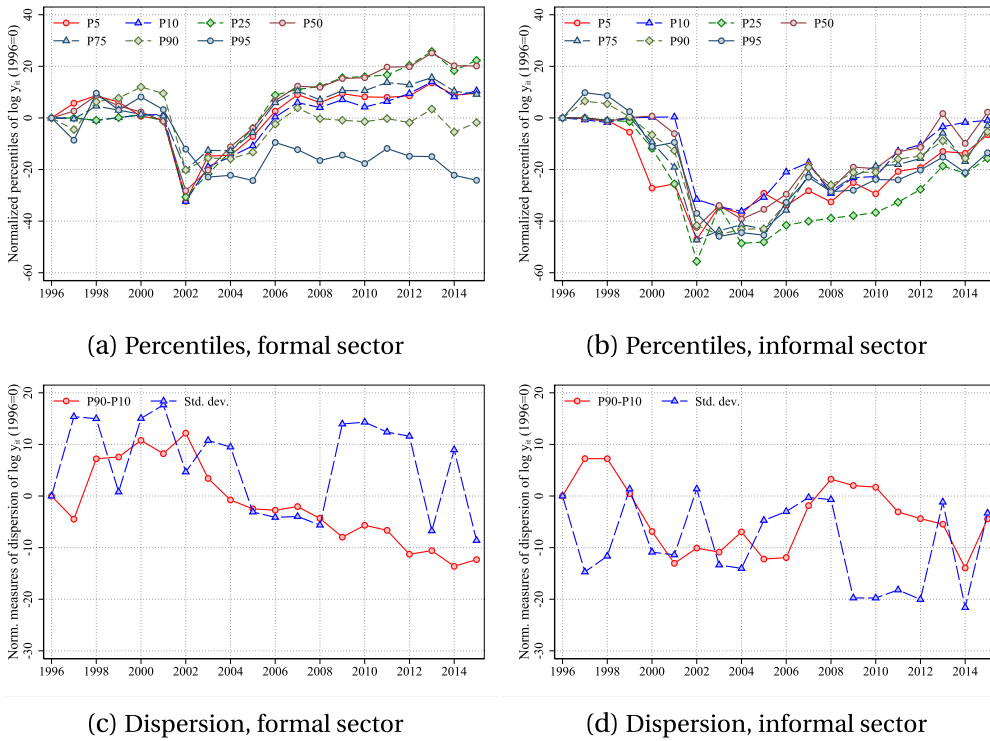 Normalized percentiles of log y_it (1996=0)
40
20
0
-20
-40
-60
P5 P10 P25 P50
P75 P90 P95
1996 1998 2000 2002 2004 2006 2008 2010 2012 2014
(a) Percentiles, formal sector
Normalized percentiles of log y_it (1996=0)
40
20
0
-20
-40
-60
P5 P10 P25 P50
P75 P90 P95
1996 1998 2000 2002 2004 2006 2008 2010 2012 2014
(b) Percentiles, informal sector
Norm. measures of dispersion of log y_it (1996=0)
20
10
0
-10
-20
-30
P90-P10 Std. dev.
1996 1998 2000 2002 2004 2006 2008 2010 2012 2014
(c) Dispersion, formal sector
Norm. measures of dispersion of log y_it (1996=0)
20
10
0
-10
-20
-30
P90-P10 Std. dev.
1996 1998 2000 2002 2004 2006 2008 2010 2012 2014
(d) Dispersion, informal sector